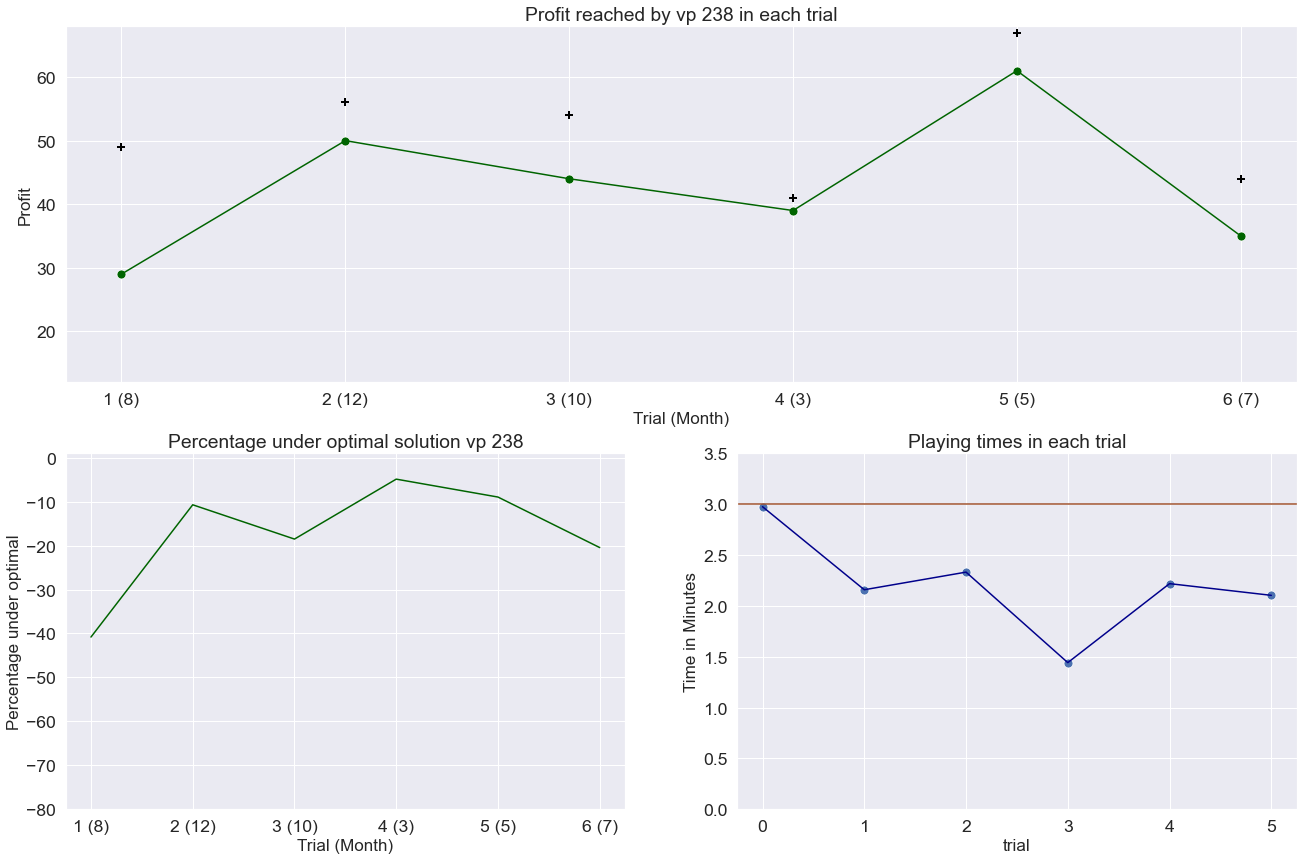 Profit reached by vp 238 in each trial
Profit
60
50
40
30
20
1 (8) 2 (12) 3 (10) 4 (3) 5 (5) 6 (7)
Trial (Month)
Percentage under optimal solution vp 238
Percentage under optimal
0
−10
−20
−30
−40
−50
−60
−70
−80
1 (8) 2 (12) 3 (10) 4 (3) 5 (5) 6 (7)
Trial (Month)
Playing times in each trial
Time in Minutes
3.5
3.0
2.5
2.0
1.5
1.0
0.5
0.0
0 1 2 3 4 5
trial